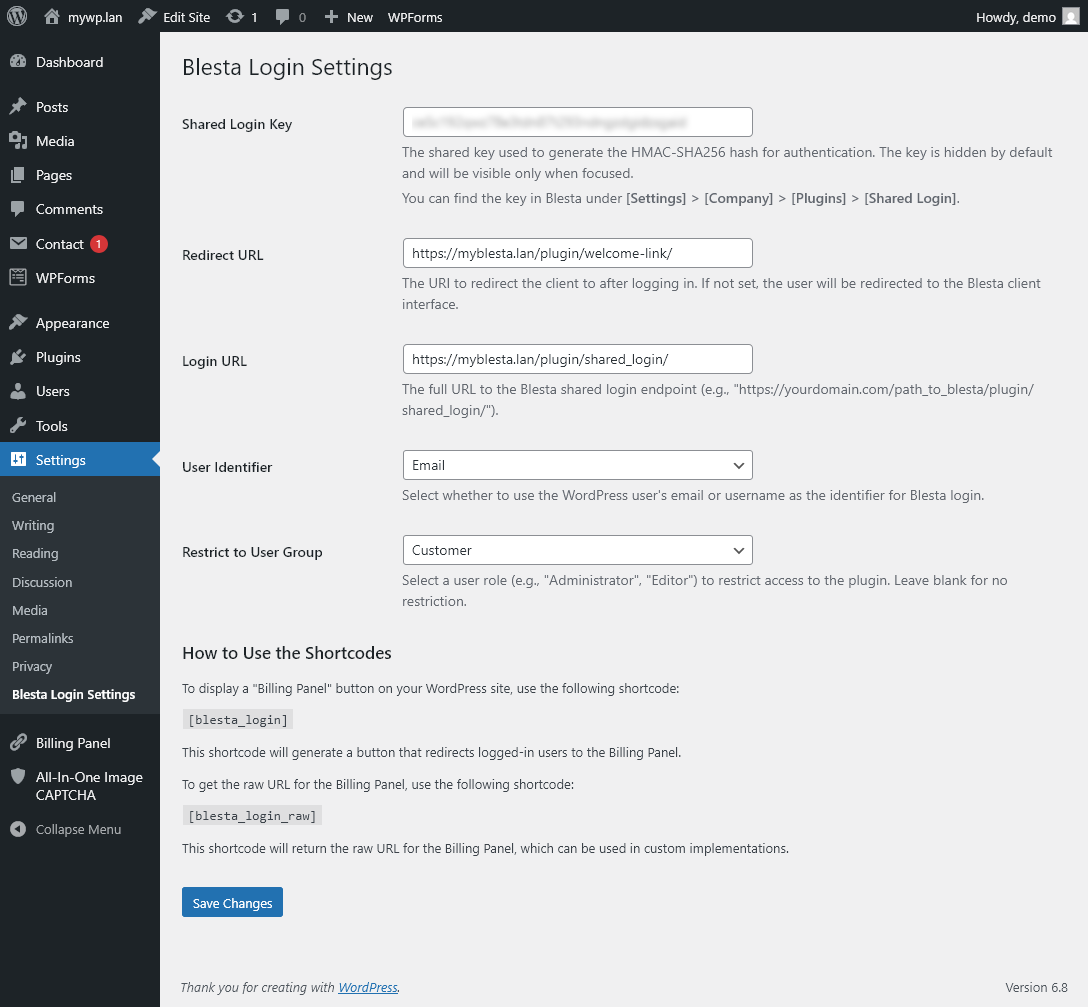 mywp.lan Edit Site 1 0 New WPForms Howdy, demo
Dashboard
Posts
Media
Pages
Comments
Contact 1
WPForms
Appearance
Plugins
Users
Tools
Settings
General
Writing
Reading
Discussion
Media
Permalinks
Privacy
Blesta Login Settings
Billing Panel
All-In-One Image
CAPTCHA
Collapse Menu
Blesta Login Settings
Shared Login Key
The shared key used to generate the HMAC-SHA256 hash for authentication. The key is hidden by default
and will be visible only when focused.
You can find the key in Blesta under [Settings] > [Company] > [Plugins] > [Shared Login].
Redirect URL
https://myblesta.lan/plugin/welcome-link/
The URI to redirect the client to after logging in. If not set, the user will be redirected to the Blesta client
interface.
Login URL
https://myblesta.lan/plugin/shared_login/
The full URL to the Blesta shared login endpoint (e.g., "https://yourdomain.com/path_to_blesta/plugin/
shared_login/").
User Identifier
Email
Select whether to use the WordPress user's email or username as the identifier for Blesta login.
Restrict to User Group
Customer
Select a user role (e.g., "Administrator", "Editor") to restrict access to the plugin. Leave blank for no
restriction.
How to Use the Shortcodes
To display a "Billing Panel" button on your WordPress site, use the following shortcode:
[blesta_login]
This shortcode will generate a button that redirects logged-in users to the Billing Panel.
To get the raw URL for the Billing Panel, use the following shortcode:
[blesta_login_raw]
This shortcode will return the raw URL for the Billing Panel, which can be used in custom implementations.
Save Changes
Thank you for creating with WordPress. Version 6.8